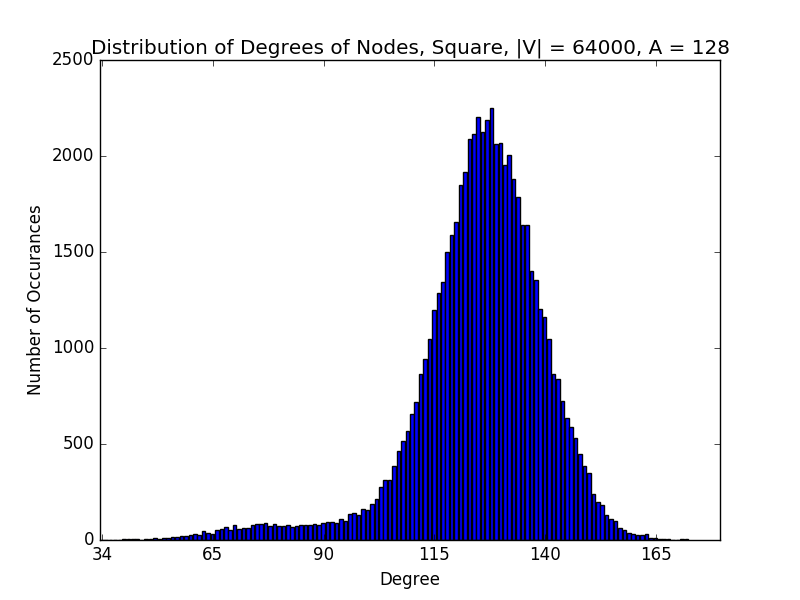 Distribution of Degrees of Nodes, Square, |V| = 64000, A = 128
2500
2000
1500
1000
500
0
Number of Occurances
34 65 90 115 140 165
Degree